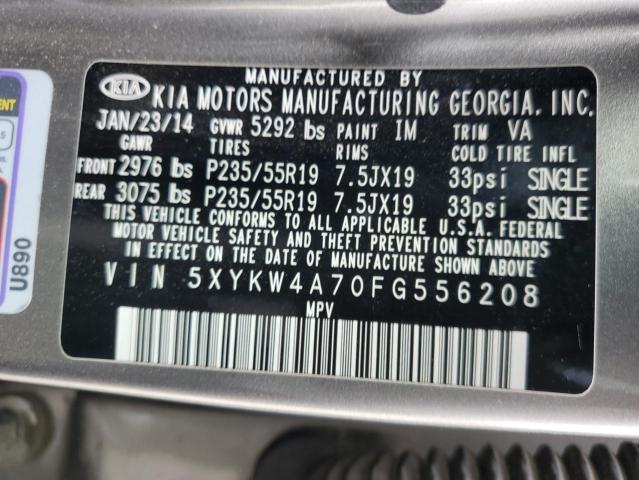 MANUFACTURED BY
KIA KIA MOTORS MANUFACTURING GEORGIA, INC.
JAN/23/14 GVWR 5292 lbs PAINT IM TRIM VA
GAWR TIRES RIMS COLD TIRE INFL
FRONT 2976 lbs P235/55R19 7.5JX19 33psi SINGLE
REAR 3075 lbs P235/55R19 7.5JX19 33psi SINGLE
THIS VEHICLE CONFORMS TO ALL APPLICABLE U.S.A. FEDERAL
MOTOR VEHICLE SAFETY AND THEFT PREVENTION STANDARDS
IN EFFECT ON THE DATE OF MANUFACTURE SHOWN ABOVE
VIN 5XYKW4A70FG556208
MPV
U890